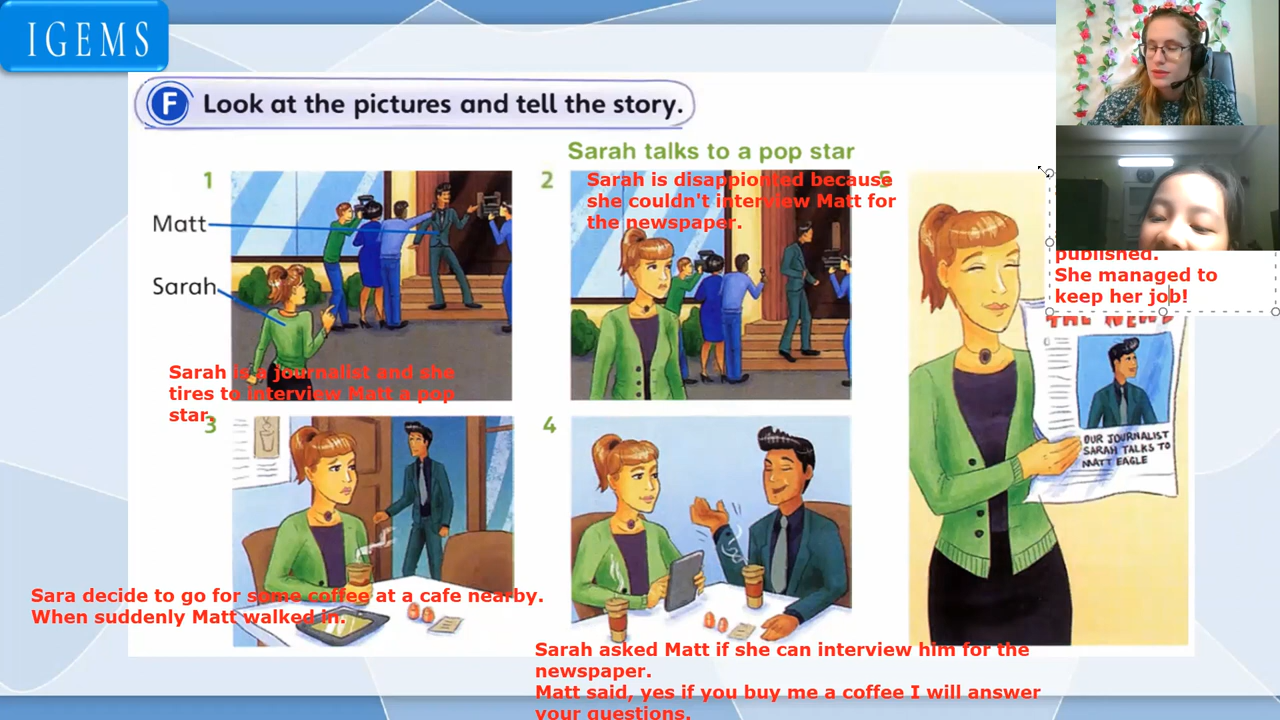 IGEMS
F Look at the pictures and tell the story.
Sarah talks to a pop star
1
Matt
Sarah
Sarah is a journalist and she
tires to interview Matt a pop
star.
2
Sarah is disappionted because
she couldn't interview Matt for
the newspaper.
3
Sara decide to go for some coffee at a cafe nearby.
When suddenly Matt walked in.
4
Sarah asked Matt if she can interview him for the
newspaper.
Matt said, yes if you buy me a coffee I will answer
your questions.
5
published.
She managed to
keep her job!
THE NEWS
OUR JOURNALIST
SARAH TALKS TO
MATT EAGLE